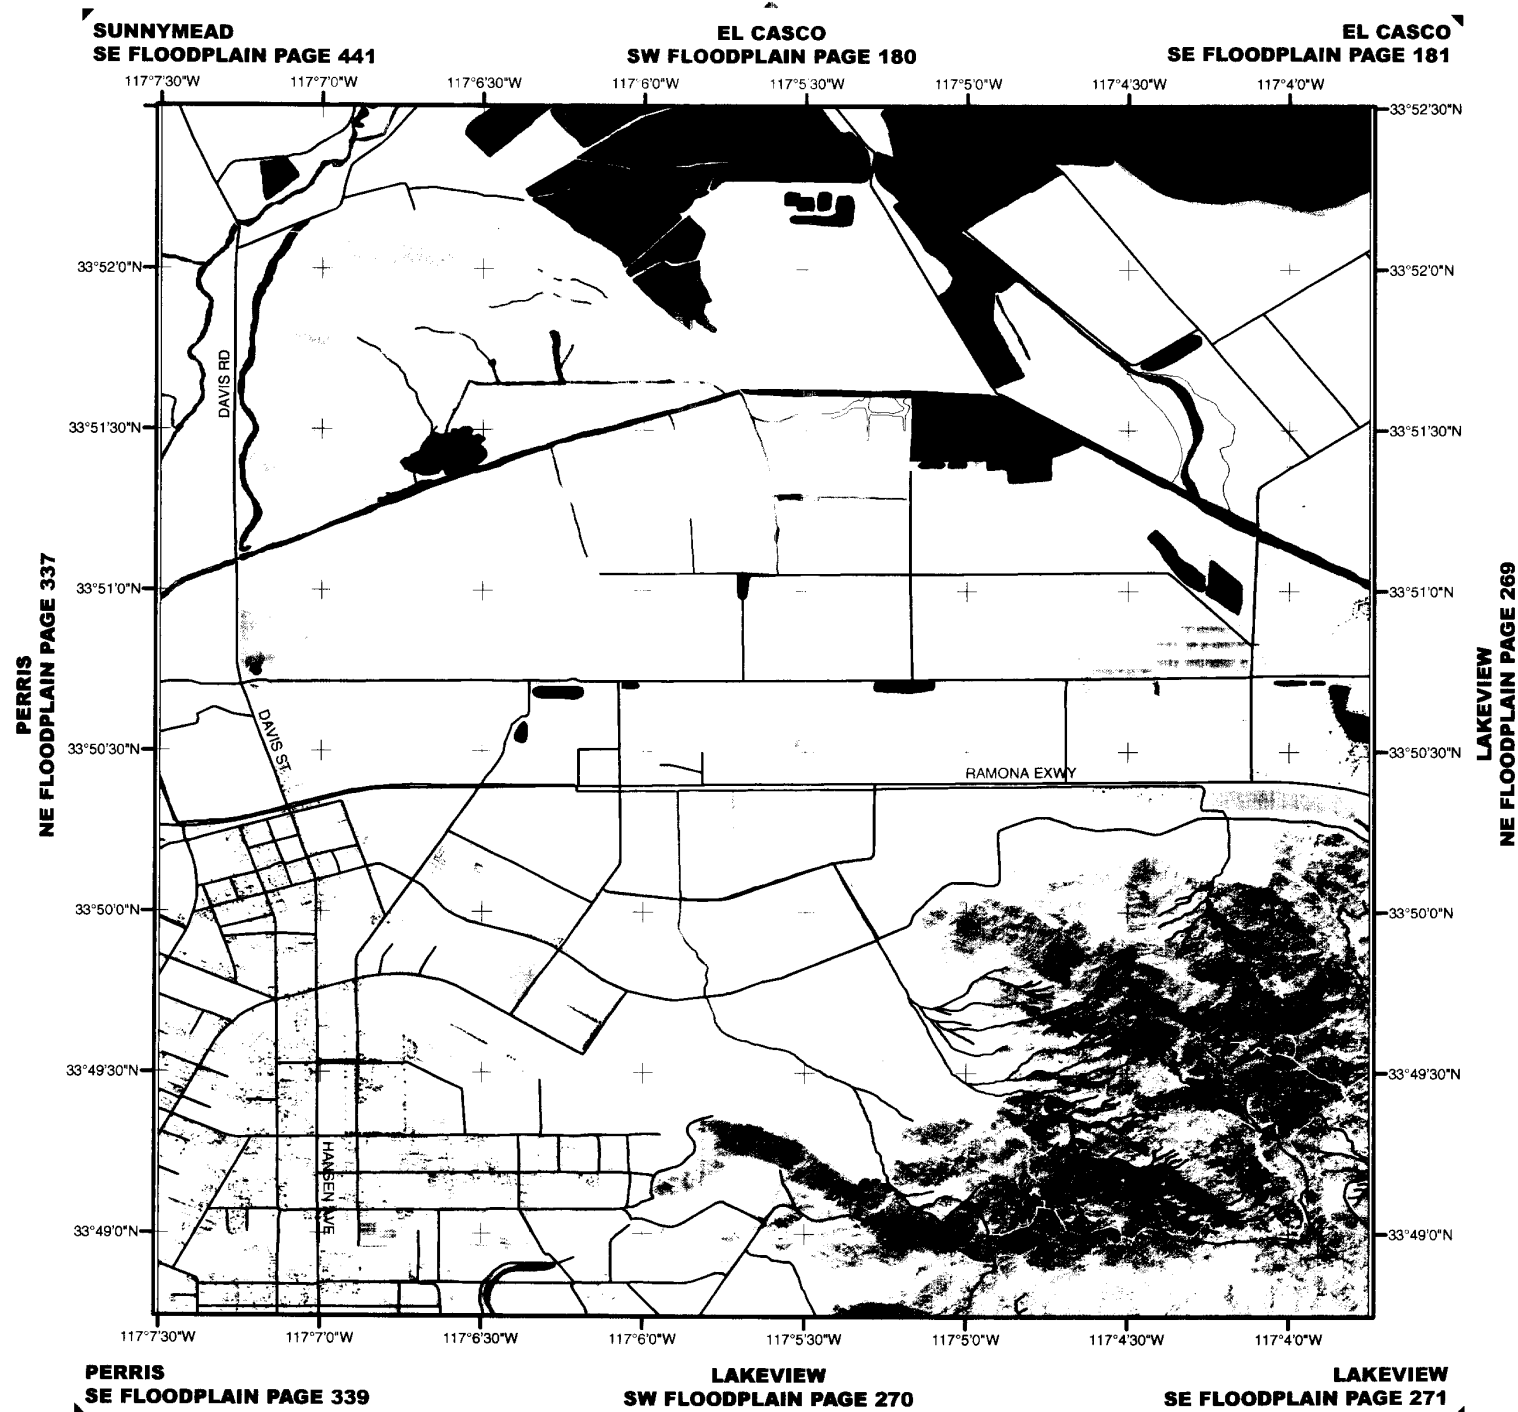 SUNNYMEAD
SE FLOODPLAIN PAGE 441
EL CASCO
SW FLOODPLAIN PAGE 180
EL CASCO
SE FLOODPLAIN PAGE 181
117°7'30"W
117°7'0"W
117°6'30"W
117°6'0"W
117°5'30"W
117°5'0"W
117°4'30"W
117°4'0"W
33°52'30"N
33°52'0"N
33°52'0"N
DAVIS RD
33°51'30"N
33°51'30"N
33°51'0"N
33°51'0"N
PERRIS
NE FLOODPLAIN PAGE 337
LAKEVIEW
NE FLOODPLAIN PAGE 269
DAVIS ST
33°50'30"N
33°50'30"N
RAMONA EXWY
33°50'0"N
33°50'0"N
33°49'30"N
33°49'30"N
HANSEN AVE
33°49'0"N
33°49'0"N
117°7'30"W
117°7'0"W
117°6'30"W
117°6'0"W
117°5'30"W
117°5'0"W
117°4'30"W
117°4'0"W
PERRIS
SE FLOODPLAIN PAGE 339
LAKEVIEW
SW FLOODPLAIN PAGE 270
LAKEVIEW
SE FLOODPLAIN PAGE 271